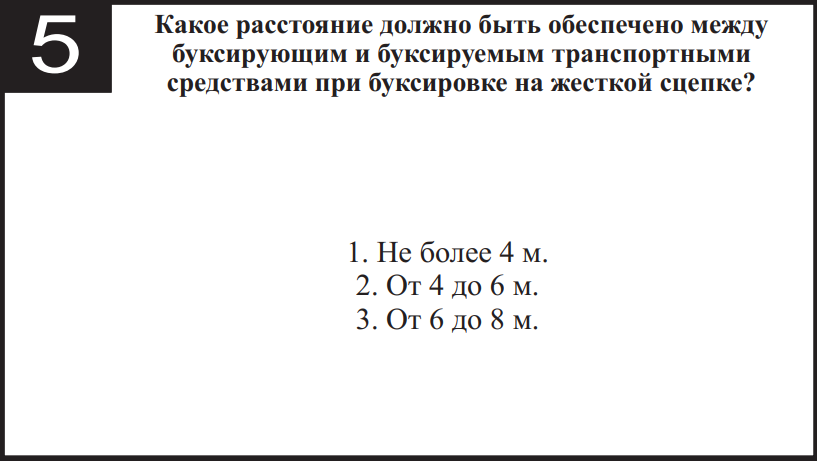 5
Какое расстояние должно быть обеспечено между
буксирующим и буксируемым транспортными
средствами при буксировке на жесткой сцепке?
1. Не более 4 м.
2. От 4 до 6 м.
3. От 6 до 8 м.